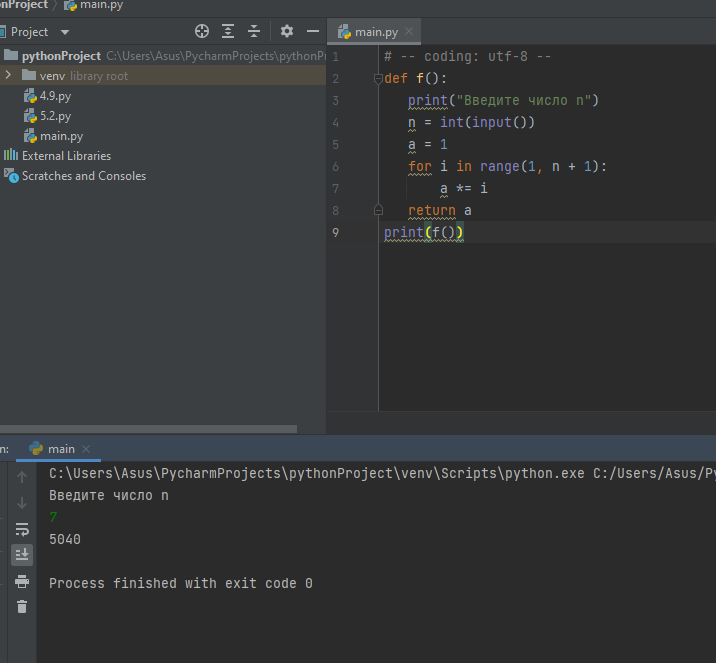 nProject main.py
Project
pythonProject C:\Users\Asus\PycharmProjects\pythonPr
venv library root
4.9.py
5.2.py
main.py
External Libraries
Scratches and Consoles
main.py
1 # -- coding: utf-8 --
2 def f():
3 print("Введите число n")
4 n = int(input())
5 a = 1
6 for i in range(1, n + 1):
7 a *= i
8 return a
9 print(f())
n: main
C:\Users\Asus\PycharmProjects\pythonProject\venv\Scripts\python.exe C:/Users/Asus/Py
Введите число n
7
5040
Process finished with exit code 0